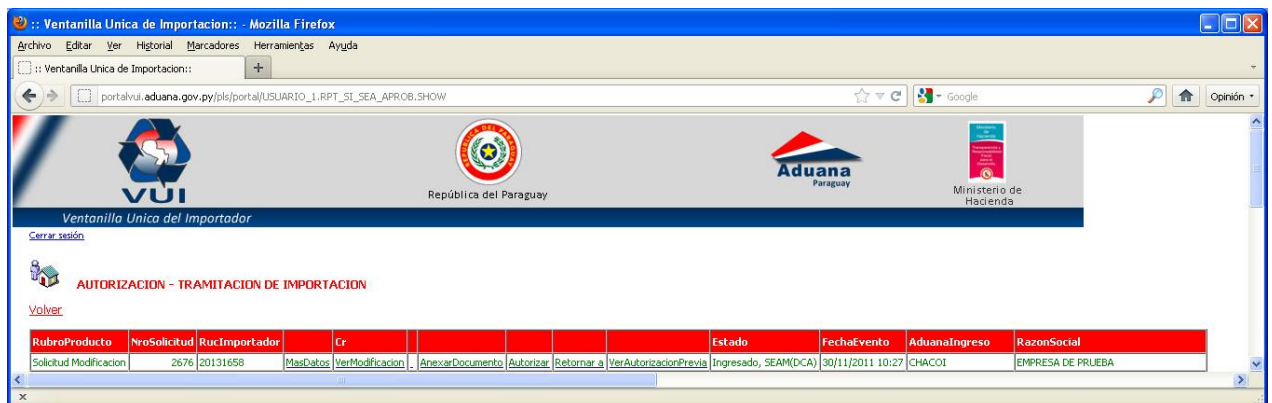 :: Ventanilla Unica de Importacion:: - Mozilla Firefox
Archivo Editar Ver Historial Marcadores Herramientas Ayuda
:: Ventanilla Unica de Importacion:: +
portalvui.aduana.gov.py/pls/portal/USUARIO_1.RPT_SI_SEA_APROB.SHOW Google Opinión
VUI
República del Paraguay
Aduana
Paraguay
Ministerio de
Hacienda
Ventanilla Unica del Importador
Cerrar sesión
AUTORIZACION - TRAMITACION DE IMPORTACION
Volver
RubroProducto NroSolicitud RucImportador Cr Estado FechaEvento AduanaIngreso RazonSocial
Solicitud Modificacion 2676 20131658 MasDatos VerModificacion . AnexarDocumento Autorizar Retornar a VerAutorizacionPrevia Ingresado, SEAM(DCA) 30/11/2011 10:27 CHACOI EMPRESA DE PRUEBA
x